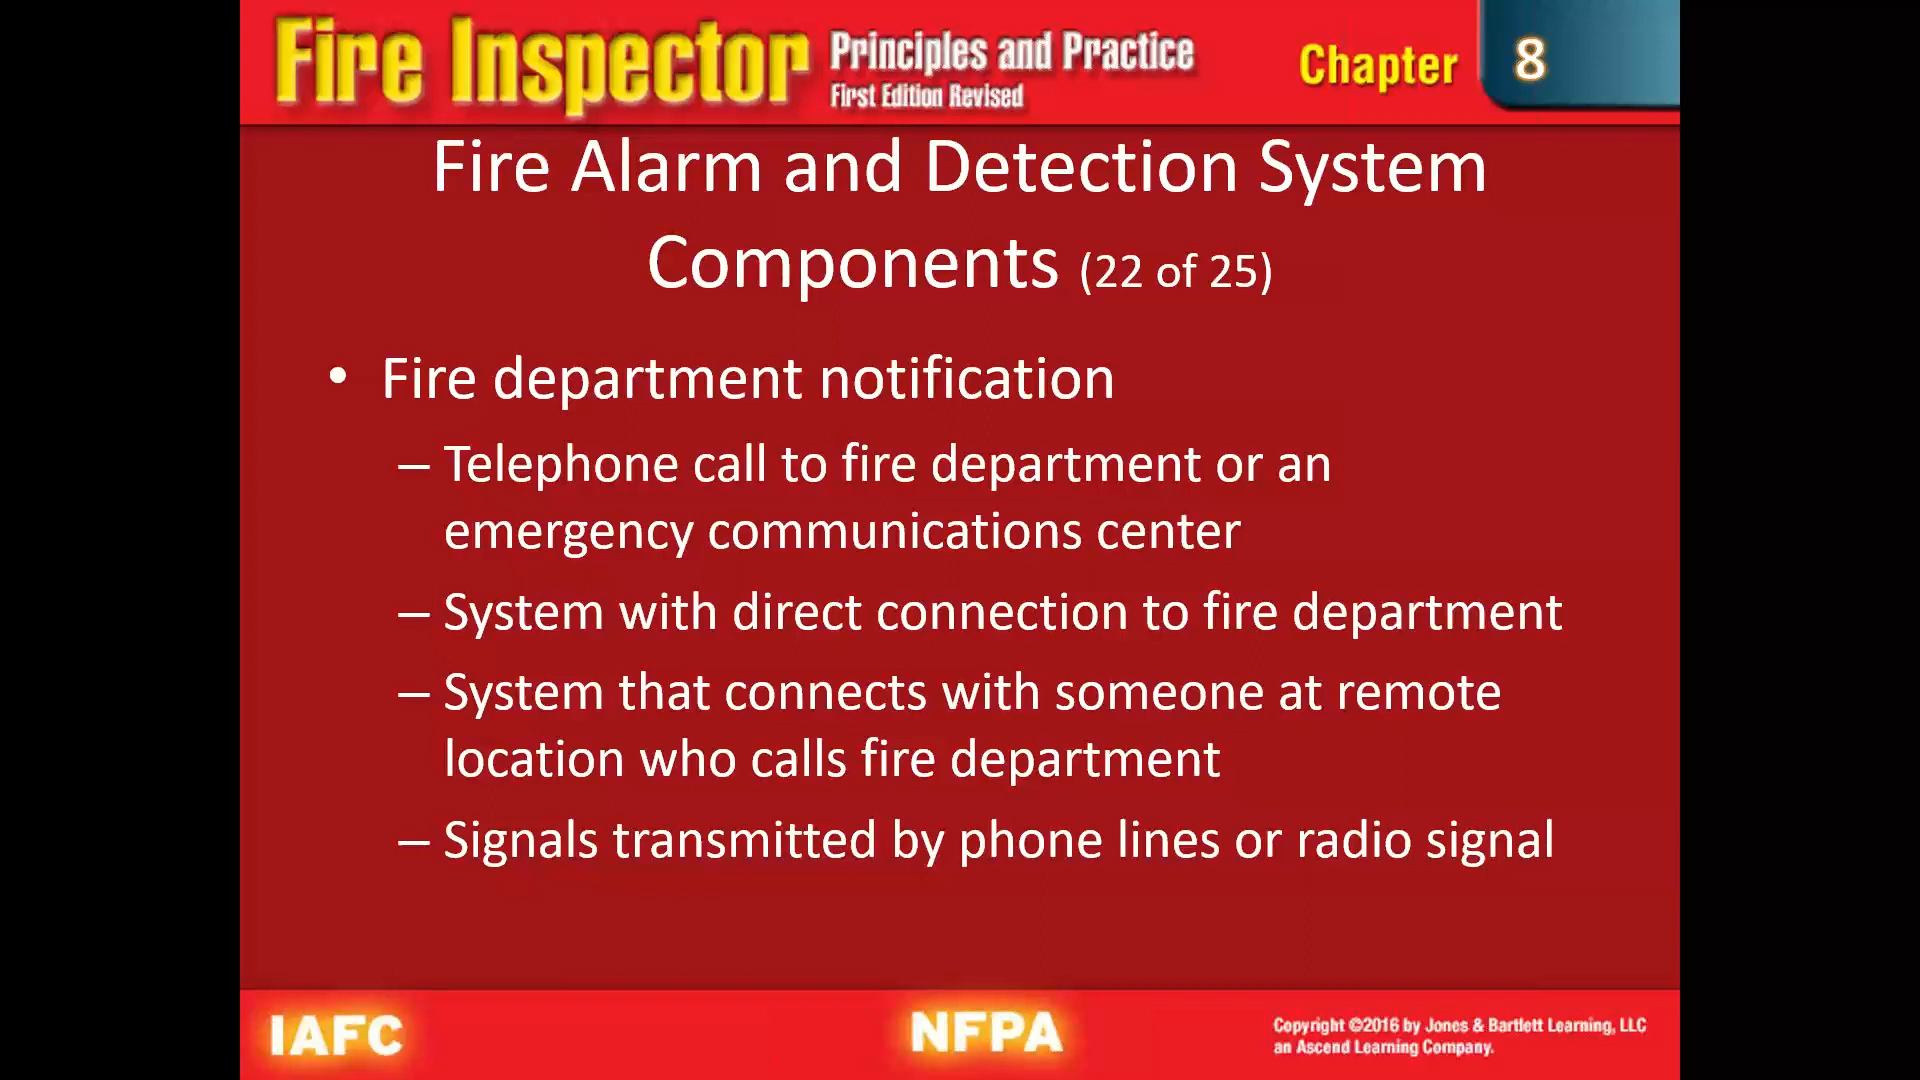 Fire Inspector Principles and Practice
First Edition Revised
Chapter 8
Fire Alarm and Detection System
Components (22 of 25)
• Fire department notification
– Telephone call to fire department or an
emergency communications center
– System with direct connection to fire department
– System that connects with someone at remote
location who calls fire department
– Signals transmitted by phone lines or radio signal
IAFC
NFPA
Copyright ©2016 by Jones & Bartlett Learning, LLC
an Ascend Learning Company.